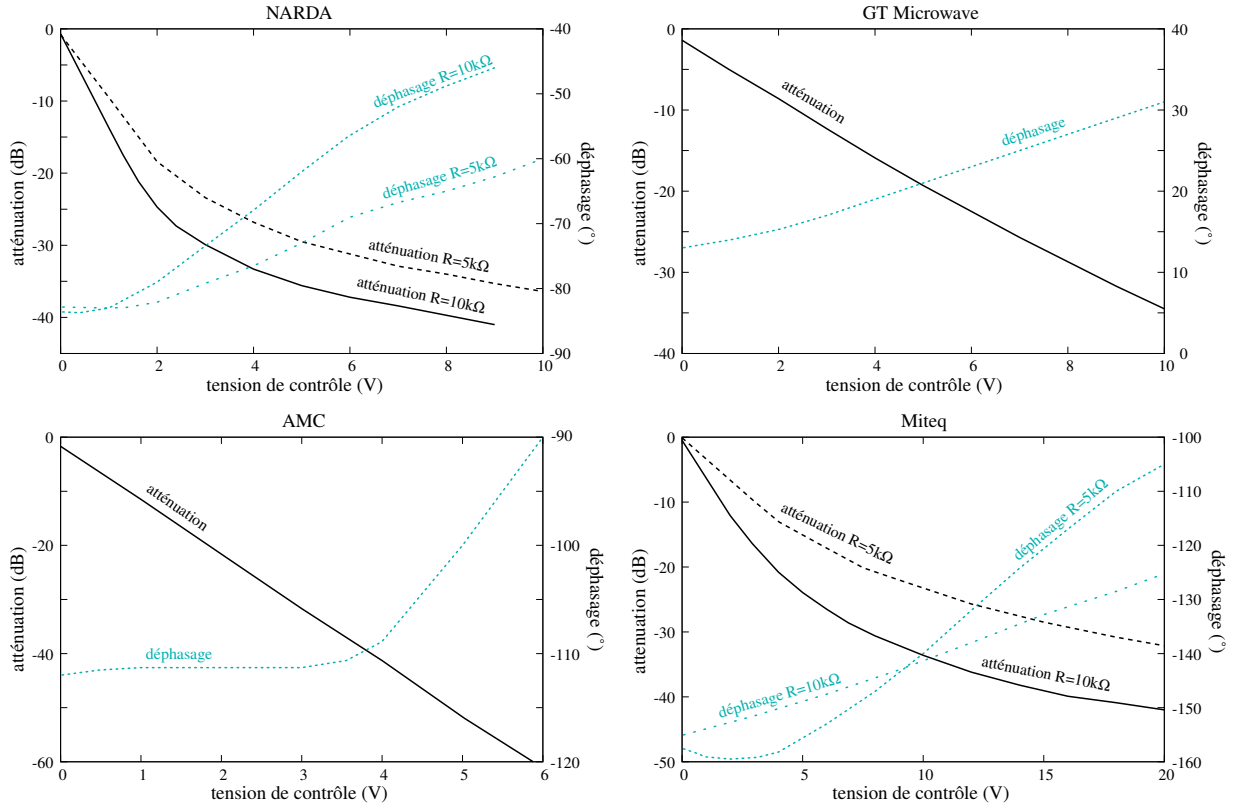 NARDA
0
-10
-20
-30
-40
-40
-50
-60
-70
-80
-90
0
2
4
6
8
10
atténuation (dB)
déphasage (°)
tension de contrôle (V)
déphasage R=10kΩ
déphasage R=5kΩ
atténuation R=5kΩ
atténuation R=10kΩ
GT Microwave
0
-10
-20
-30
-40
40
30
20
10
0
0
2
4
6
8
10
atténuation (dB)
déphasage (°)
tension de contrôle (V)
atténuation
déphasage
AMC
0
-10
-20
-30
-40
-50
-60
-90
-100
-110
-120
0
1
2
3
4
5
6
atténuation (dB)
déphasage (°)
tension de contrôle (V)
atténuation
déphasage
Miteq
0
-10
-20
-30
-40
-50
-100
-110
-120
-130
-140
-150
-160
0
5
10
15
20
attenuation (dB)
déphasage (°)
tension de contrôle (V)
déphasage R=5kΩ
atténuation R=5kΩ
déphasage R=10kΩ
atténuation R=10kΩ